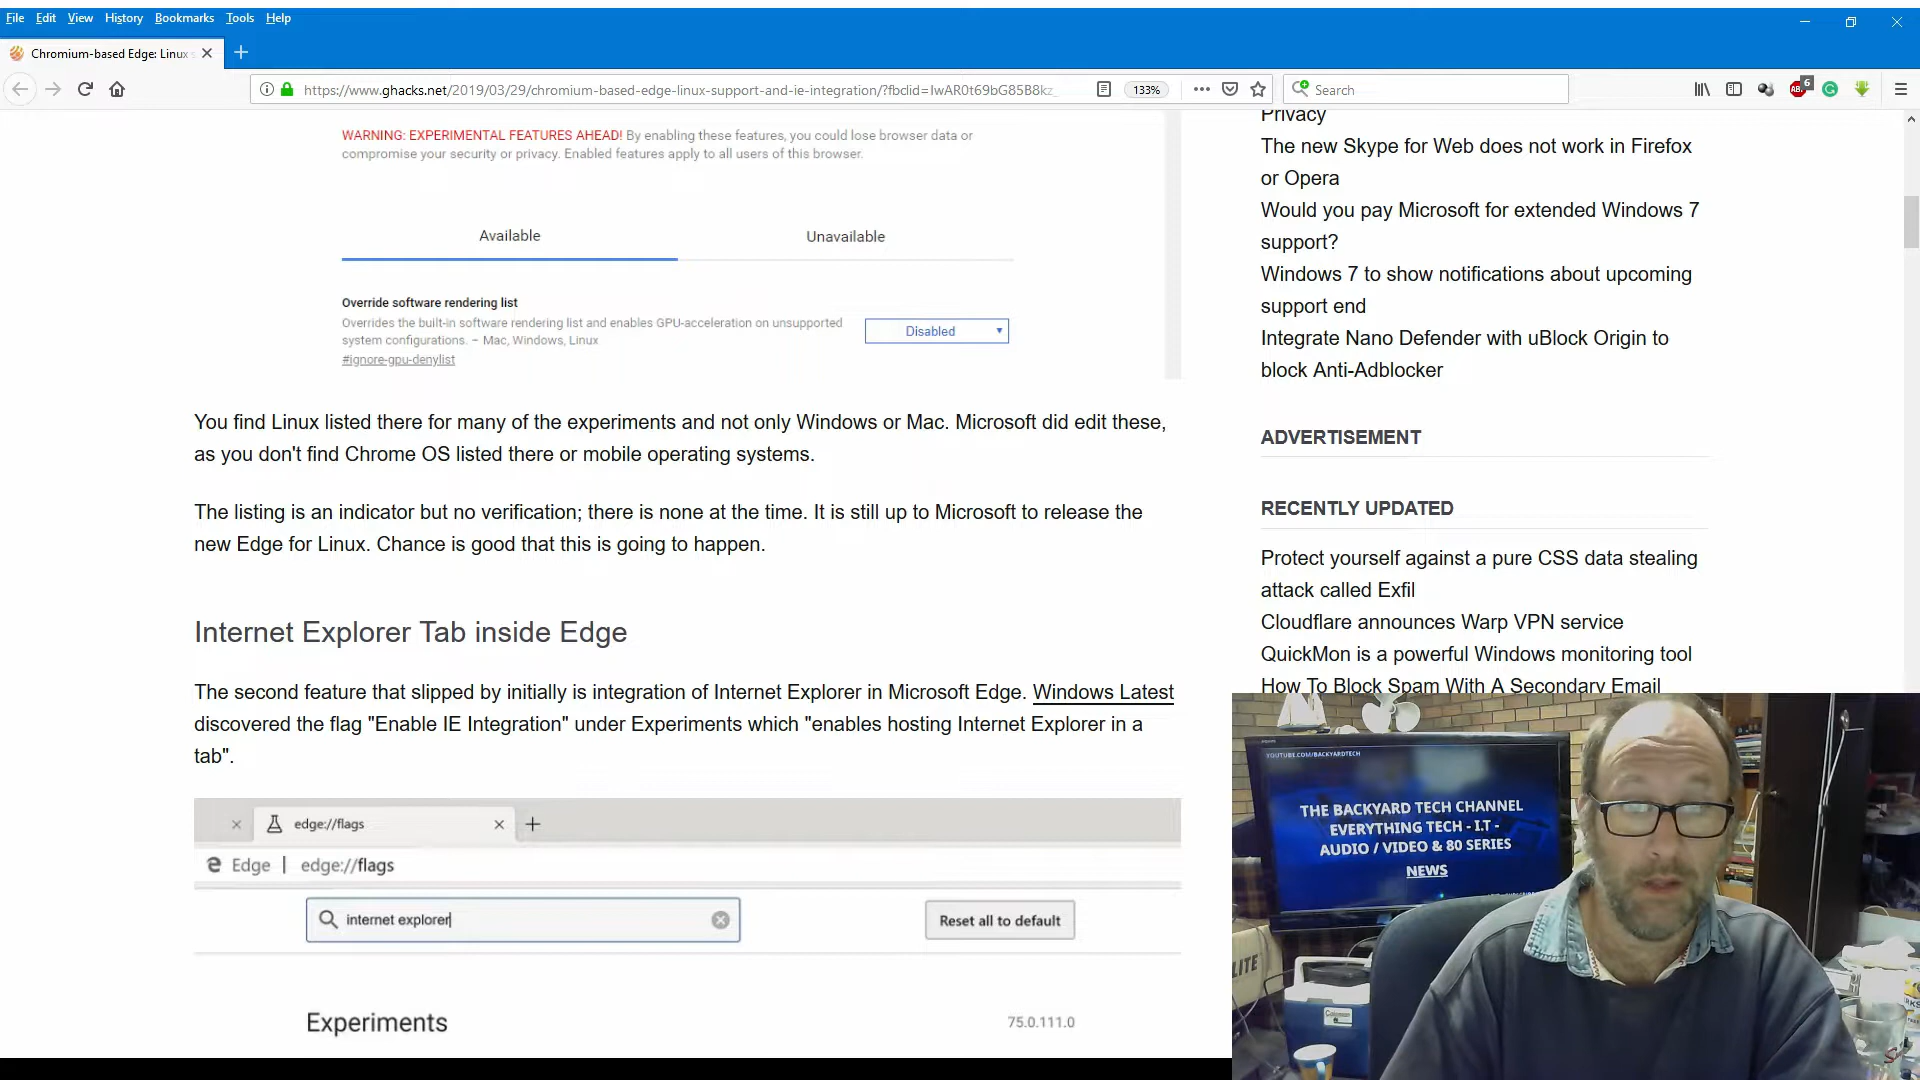 File Edit View History Bookmarks Tools Help
Chromium-based Edge: Linux
https://www.ghacks.net/2019/03/29/chromium-based-edge-linux-support-and-ie-integration/?fbclid=IwAR0t69bG85B8kz_
133%
Search
6
WARNING: EXPERIMENTAL FEATURES AHEAD! By enabling these features, you could lose browser data or
compromise your security or privacy. Enabled features apply to all users of this browser.
Available
Unavailable
Override software rendering list
Overrides the built-in software rendering list and enables GPU-acceleration on unsupported
system configurations. – Mac, Windows, Linux
#ignore-gpu-denylist
Disabled
You find Linux listed there for many of the experiments and not only Windows or Mac. Microsoft did edit these,
as you don't find Chrome OS listed there or mobile operating systems.
The listing is an indicator but no verification; there is none at the time. It is still up to Microsoft to release the
new Edge for Linux. Chance is good that this is going to happen.
Internet Explorer Tab inside Edge
The second feature that slipped by initially is integration of Internet Explorer in Microsoft Edge. Windows Latest
discovered the flag "Enable IE Integration" under Experiments which "enables hosting Internet Explorer in a
tab".
edge://flags
Edge | edge://flags
internet explorer
Reset all to default
Experiments
75.0.111.0
Privacy
The new Skype for Web does not work in Firefox
or Opera
Would you pay Microsoft for extended Windows 7
support?
Windows 7 to show notifications about upcoming
support end
Integrate Nano Defender with uBlock Origin to
block Anti-Adblocker
ADVERTISEMENT
RECENTLY UPDATED
Protect yourself against a pure CSS data stealing
attack called Exfil
Cloudflare announces Warp VPN service
QuickMon is a powerful Windows monitoring tool
How To Block Spam With A Secondary Email
YOUTUBE.COM/BACKYARDTECH
THE BACKYARD TECH CHANNEL
EVERYTHING TECH - I.T -
AUDIO / VIDEO & 80 SERIES
NEWS
LITE
Coleman